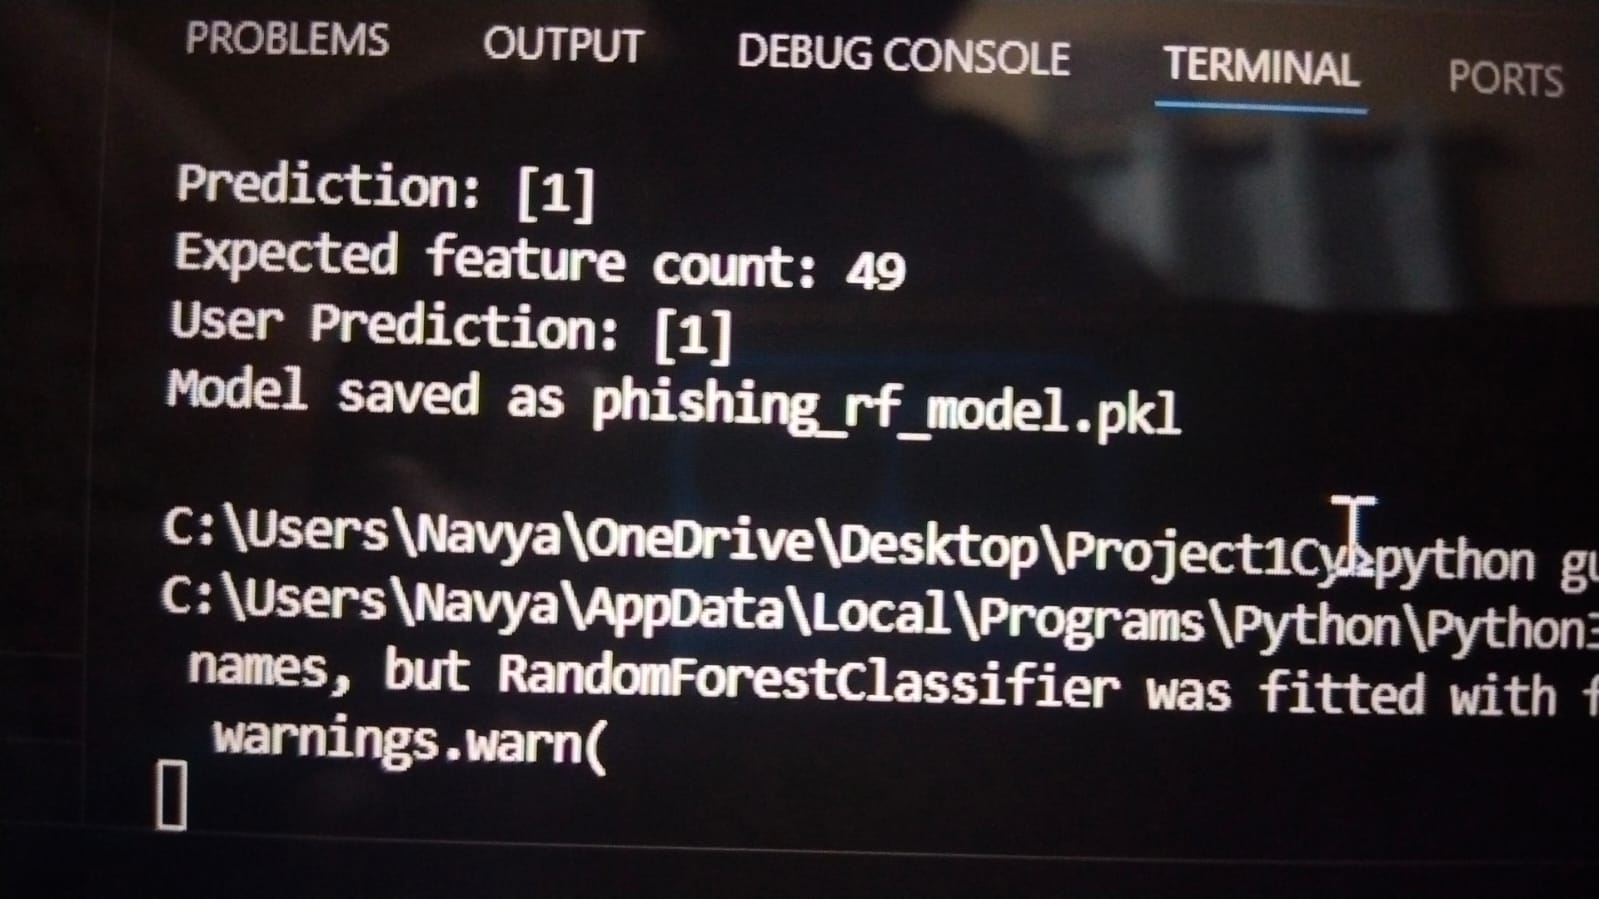 PROBLEMS OUTPUT DEBUG CONSOLE TERMINAL PORTS
Prediction: [1]
Expected feature count: 49
User Prediction: [1]
Model saved as phishing_rf_model.pkl
C:\Users\Navya\OneDrive\Desktop\Project1Cy>python gu
C:\Users\Navya\AppData\Local\Programs\Python\Python3
names, but RandomForestClassifier was fitted with f
warnings.warn(